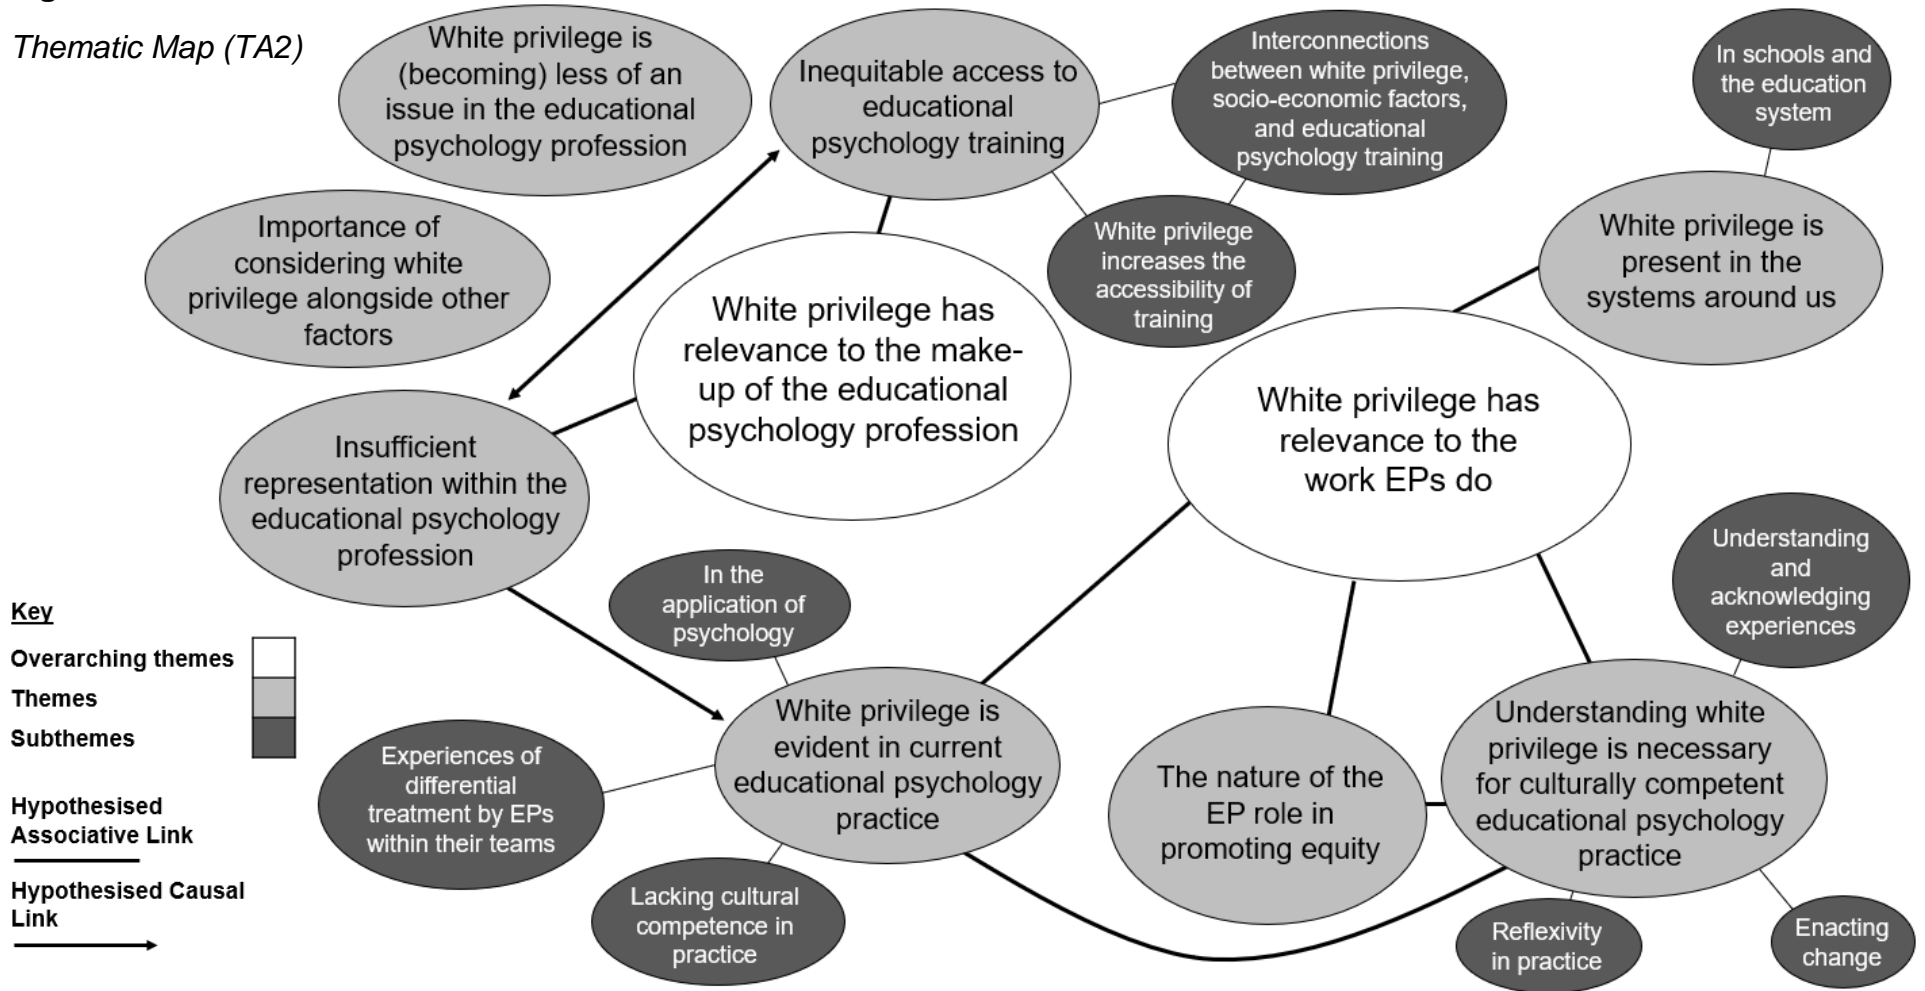 Thematic Map (TA2)
White privilege is
(becoming) less of an
issue in the educational
psychology profession
Inequitable access to
educational
psychology training
Interconnections
between white privilege,
socio-economic factors,
and educational
psychology training
In schools and
the education
system
Importance of
considering white
privilege alongside other
factors
White privilege
increases the
accessibility of
training
White privilege is
present in the
systems around us
White privilege has
relevance to the make-
up of the educational
psychology profession
White privilege has
relevance to the
work EPs do
Insufficient
representation within the
educational psychology
profession
In the
application of
psychology
Understanding
and
acknowledging
experiences
Key
Overarching themes
Themes
Subthemes
Hypothesised
Associative Link
Hypothesised Causal
Link
Experiences of
differential
treatment by EPs
within their teams
White privilege is
evident in current
educational psychology
practice
The nature of the
EP role in
promoting equity
Understanding white
privilege is necessary
for culturally competent
educational psychology
practice
Lacking cultural
competence in
practice
Reflexivity
in practice
Enacting
change